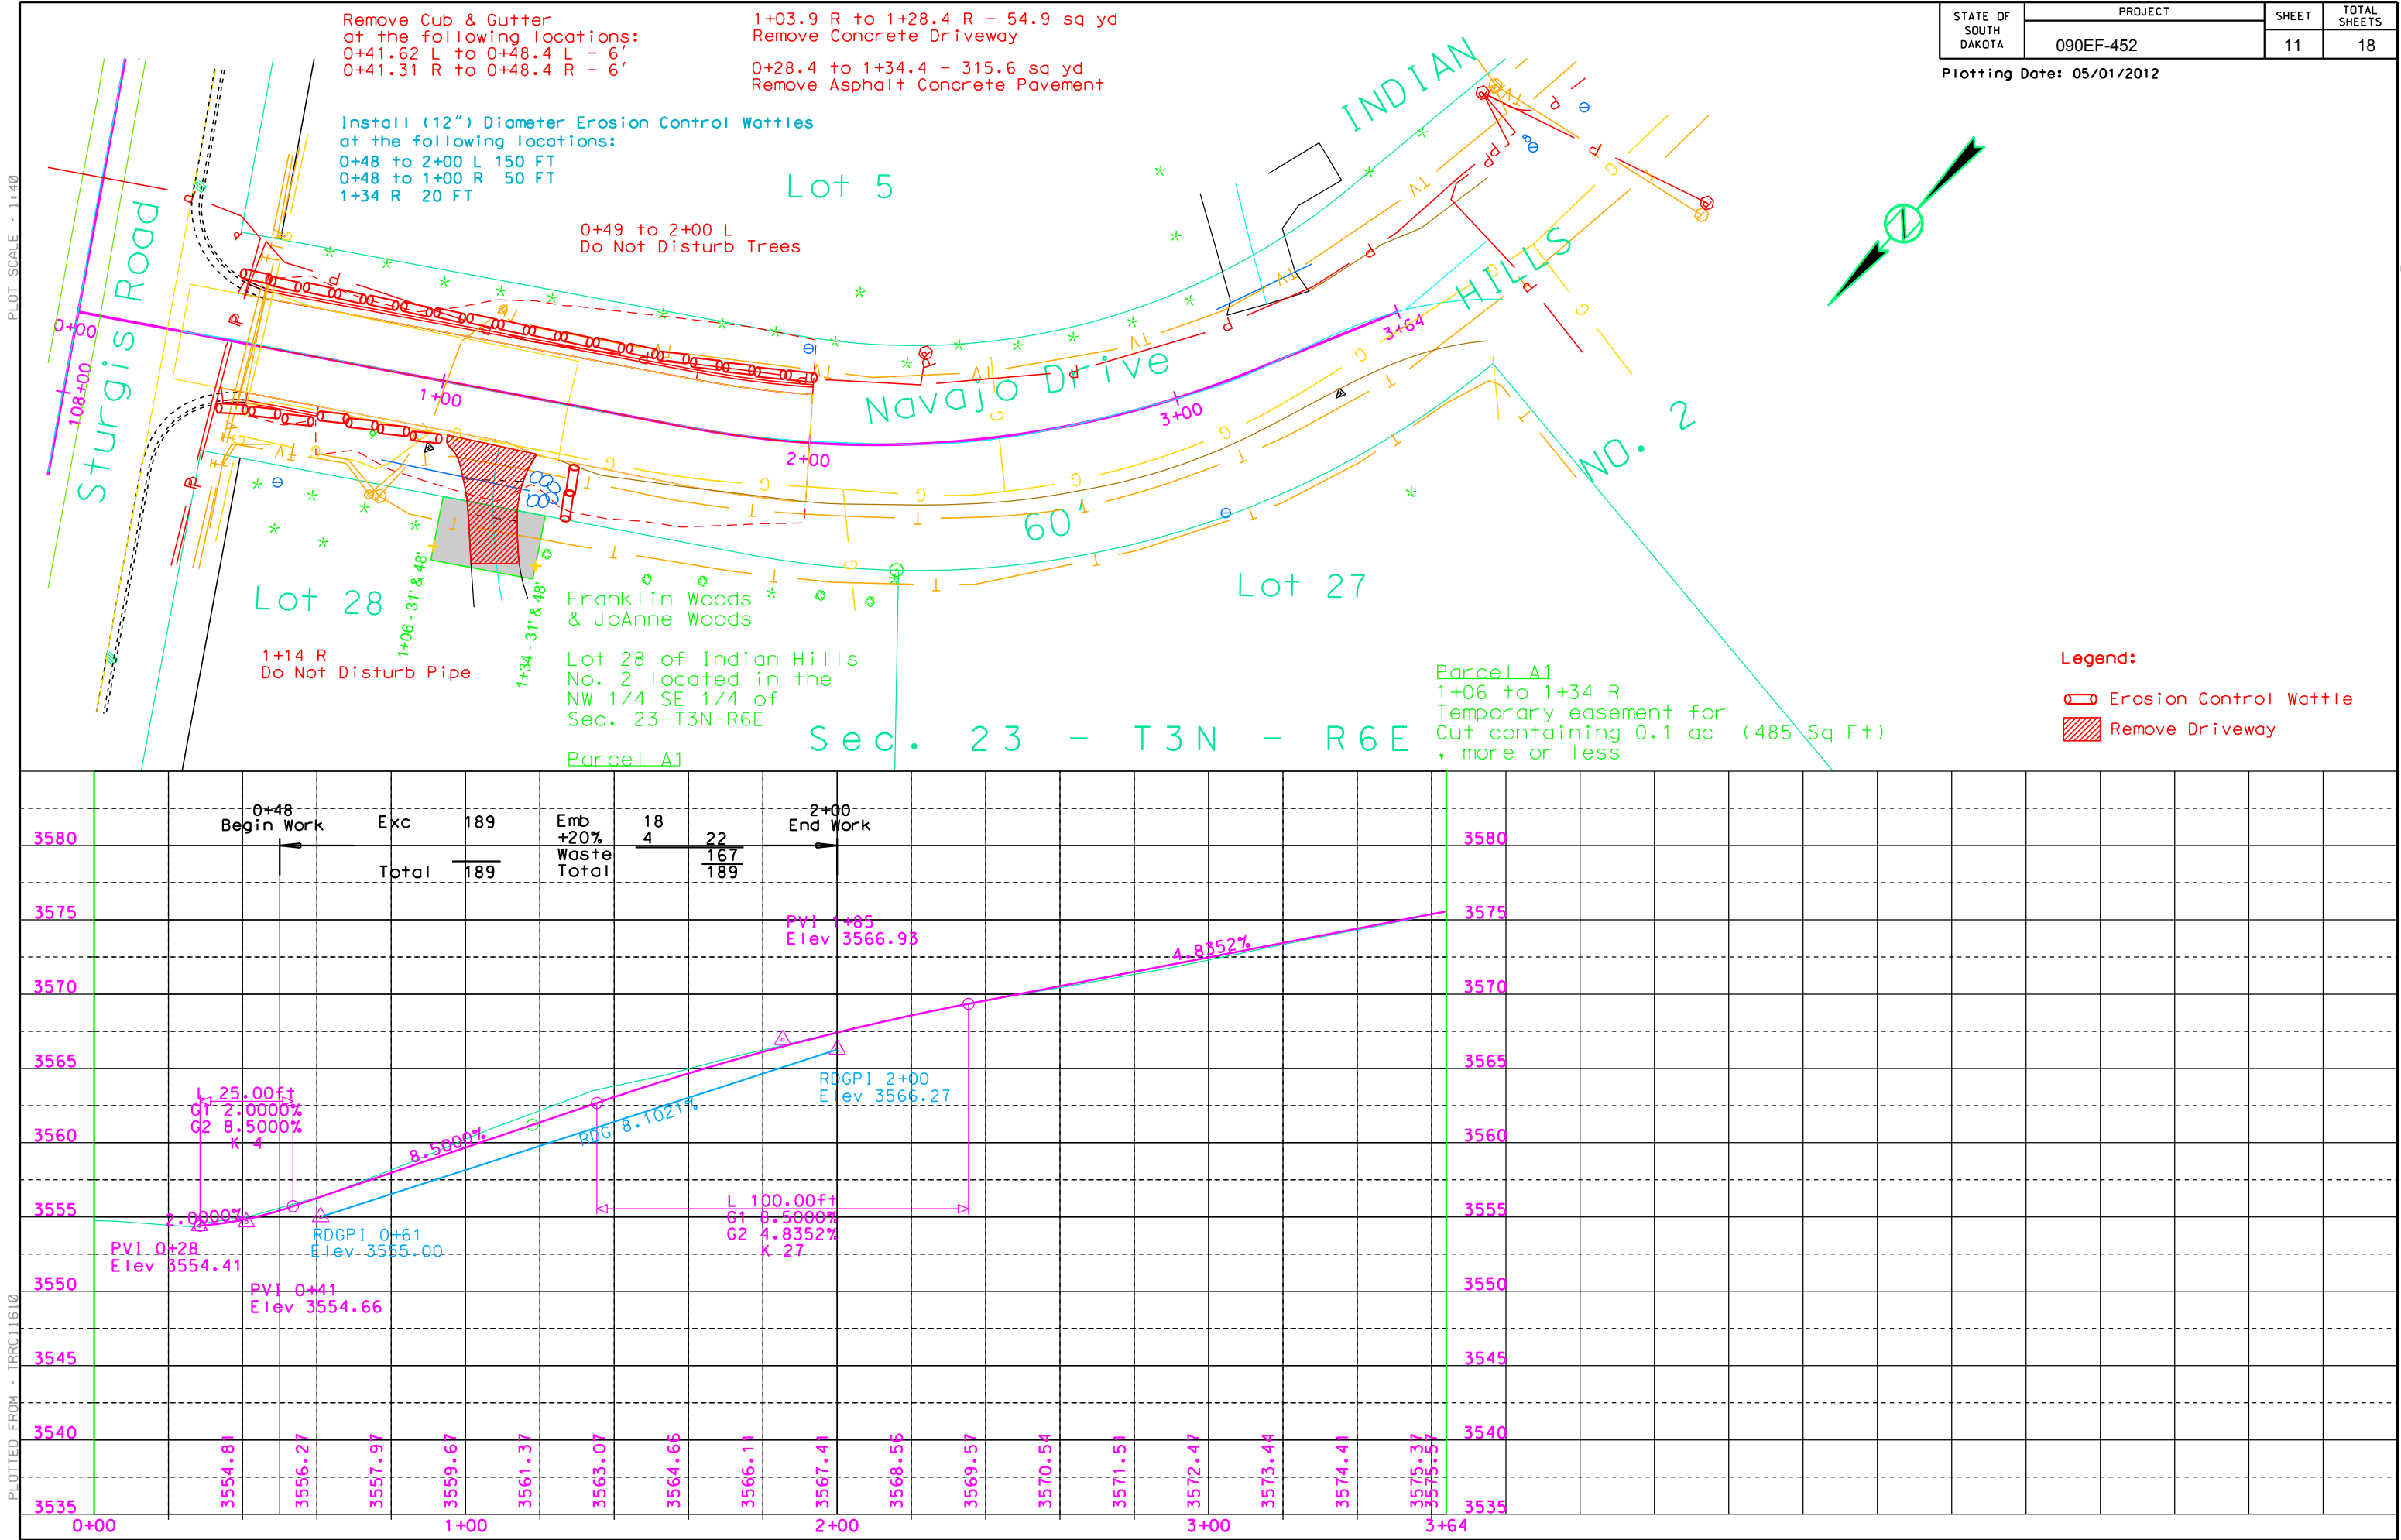 STATE OF SOUTH DAKOTA
PROJECT
SHEET
TOTAL SHEETS
090EF-452
11
18
Plotting Date: 05/01/2012
PLOT SCALE - 1:40
PLOTTED FROM - TRRC11610
Remove Cub & Gutter
at the following locations:
0+41.62 L to 0+48.4 L - 6'
0+41.31 R to 0+48.4 R - 6'
1+03.9 R to 1+28.4 R - 54.9 sq yd
Remove Concrete Driveway
0+28.4 to 1+34.4 - 315.6 sq yd
Remove Asphalt Concrete Pavement
Install (12") Diameter Erosion Control Wattles
at the following locations:
0+48 to 2+00 L 150 FT
0+48 to 1+00 R 50 FT
1+34 R 20 FT
0+49 to 2+00 L
Do Not Disturb Trees
Lot 5
INDIAN
HILLS
NO. 2
Sturgis Road
Navajo Drive
0+00
108+00
1+00
2+00
3+00
3+64
60'
Lot 28
Lot 27
1+06 - 31' & 48'
1+34 - 31' & 48'
1+14 R
Do Not Disturb Pipe
Franklin Woods
& JoAnne Woods
Lot 28 of Indian Hills
No. 2 located in the
NW 1/4 SE 1/4 of
Sec. 23-T3N-R6E
Parcel A1
Sec. 23 - T3N - R6E
Parcel A1
1+06 to 1+34 R
Temporary easement for
Cut containing 0.1 ac (485 Sq Ft)
, more or less
Legend:
Erosion Control Wattle
Remove Driveway
0+48
Begin Work
Exc 189
Total 189
Emb 18
+20% 4 22
Waste 167
Total 189
2+00
End Work
3580
3575
3570
3565
3560
3555
3550
3545
3540
3535
3580
3575
3570
3565
3560
3555
3550
3545
3540
3535
PVI 1+85
Elev 3566.93
4.8352%
L 25.00ft
G1 2.0000%
G2 8.5000%
K 4
8.5000%
RDG 8.1021%
RDGPI 2+00
Elev 3566.27
2.0000%
PVI 0+28
Elev 3554.41
RDGPI 0+61
Elev 3555.00
PVI 0+41
Elev 3554.66
L 100.00ft
G1 8.5000%
G2 4.8352%
K 27
3554.81
3556.27
3557.97
3559.67
3561.37
3563.07
3564.65
3566.11
3567.41
3568.56
3569.57
3570.54
3571.51
3572.47
3573.44
3574.41
3575.37
3575.57
0+00
1+00
2+00
3+00
3+64